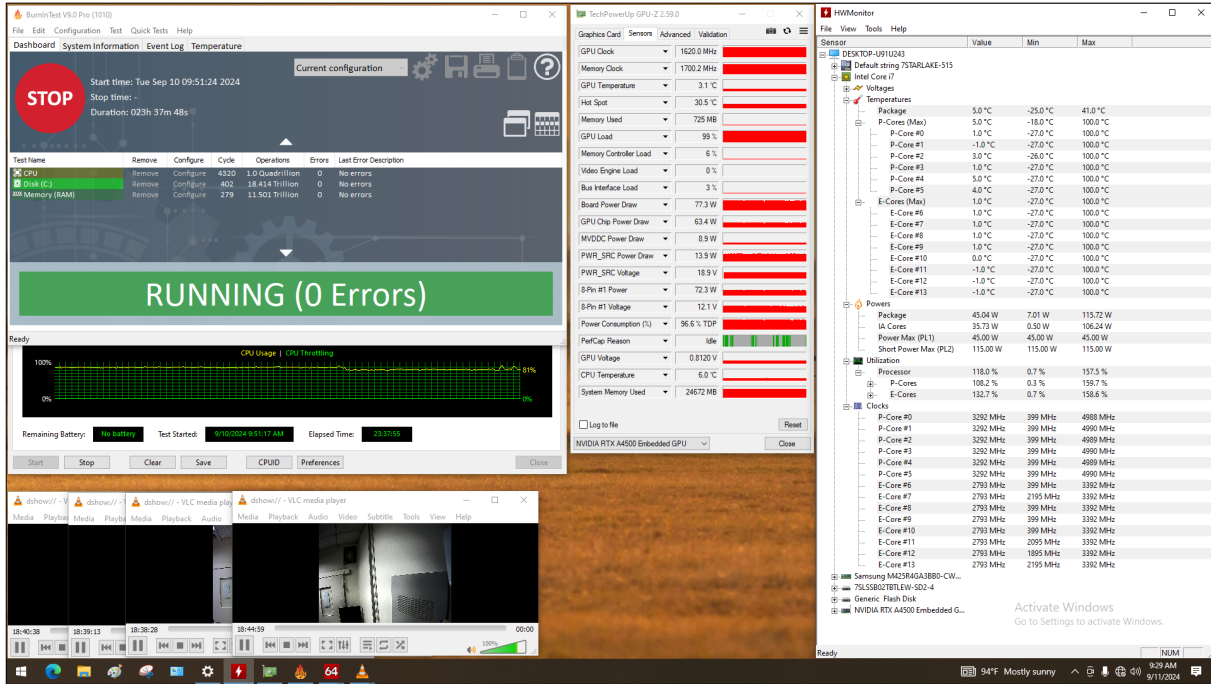 BurnInTest V9.0 Pro (1010)
File Edit Configuration Test Quick Tests Help
Dashboard System Information Event Log Temperature
Current configuration
STOP
Start time: Tue Sep 10 09:51:24 2024
Stop time: -
Duration: 023h 37m 48s
Test Name Remove Configure Cycle Operations Errors Last Error Description
CPU Remove Configure 4320 1.0 Quadrillion 0 No errors
Disk (C:) Remove Configure 402 18.414 Trillion 0 No errors
Memory (RAM) Remove Configure 279 11.501 Trillion 0 No errors
RUNNING (0 Errors)
Ready
CPU Usage | CPU Throttling
100%
81%
0%
0%
Remaining Battery: No battery Test Started: 9/10/2024 9:51:17 AM Elapsed Time: 23:37:55
Start Stop Clear Save CPUID Preferences Close
dshow:// - V
Media Playbac
18:40:38
dshow:// - V
Media Playba
18:39:13
dshow:// - VLC media play
Media Playback Audio
18:38:28
dshow:// - VLC media player
Media Playback Audio Video Subtitle Tools View Help
18:44:59 00:00
100%
TechPowerUp GPU-Z 2.59.0
Graphics Card Sensors Advanced Validation
GPU Clock 1620.0 MHz
Memory Clock 1700.2 MHz
GPU Temperature 3.1 °C
Hot Spot 30.5 °C
Memory Used 725 MB
GPU Load 99 %
Memory Controller Load 6 %
Video Engine Load 0 %
Bus Interface Load 3 %
Board Power Draw 77.3 W
GPU Chip Power Draw 63.4 W
MVDDC Power Draw 8.9 W
PWR_SRC Power Draw 13.9 W
PWR_SRC Voltage 18.9 V
8-Pin #1 Power 72.3 W
8-Pin #1 Voltage 12.1 V
Power Consumption (%) 96.6 % TDP
PerfCap Reason Idle
GPU Voltage 0.8120 V
CPU Temperature 6.0 °C
System Memory Used 24672 MB
Log to file Reset
NVIDIA RTX A4500 Embedded GPU Close
HWMonitor
File View Tools Help
Sensor Value Min Max
DESKTOP-U91U243
Default string 7STARLAKE-515
Intel Core i7
Voltages
Temperatures
Package 5.0 °C -25.0 °C 41.0 °C
P-Cores (Max) 5.0 °C -18.0 °C 100.0 °C
P-Core #0 1.0 °C -27.0 °C 100.0 °C
P-Core #1 -1.0 °C -27.0 °C 100.0 °C
P-Core #2 3.0 °C -26.0 °C 100.0 °C
P-Core #3 1.0 °C -27.0 °C 100.0 °C
P-Core #4 5.0 °C -27.0 °C 100.0 °C
P-Core #5 4.0 °C -27.0 °C 100.0 °C
E-Cores (Max) 1.0 °C -27.0 °C 100.0 °C
E-Core #6 1.0 °C -27.0 °C 100.0 °C
E-Core #7 1.0 °C -27.0 °C 100.0 °C
E-Core #8 1.0 °C -27.0 °C 100.0 °C
E-Core #9 1.0 °C -27.0 °C 100.0 °C
E-Core #10 0.0 °C -27.0 °C 100.0 °C
E-Core #11 -1.0 °C -27.0 °C 100.0 °C
E-Core #12 -1.0 °C -27.0 °C 100.0 °C
E-Core #13 -1.0 °C -27.0 °C 100.0 °C
Powers
Package 45.04 W 7.01 W 115.72 W
IA Cores 35.73 W 0.50 W 106.24 W
Power Max (PL1) 45.00 W 45.00 W 45.00 W
Short Power Max (PL2) 115.00 W 115.00 W 115.00 W
Utilization
Processor 118.0 % 0.7 % 157.5 %
P-Cores 108.2 % 0.3 % 159.7 %
E-Cores 132.7 % 0.7 % 158.6 %
Clocks
P-Core #0 3292 MHz 399 MHz 4988 MHz
P-Core #1 3292 MHz 399 MHz 4990 MHz
P-Core #2 3292 MHz 399 MHz 4989 MHz
P-Core #3 3292 MHz 399 MHz 4990 MHz
P-Core #4 3292 MHz 399 MHz 4989 MHz
P-Core #5 3292 MHz 399 MHz 4990 MHz
E-Core #6 2793 MHz 399 MHz 3392 MHz
E-Core #7 2793 MHz 2195 MHz 3392 MHz
E-Core #8 2793 MHz 399 MHz 3392 MHz
E-Core #9 2793 MHz 399 MHz 3392 MHz
E-Core #10 2793 MHz 399 MHz 3392 MHz
E-Core #11 2793 MHz 2095 MHz 3392 MHz
E-Core #12 2793 MHz 1895 MHz 3392 MHz
E-Core #13 2793 MHz 2195 MHz 3392 MHz
Samsung M425R4GA3BB0-CW...
7SLSSB02TBTLEW-SD2-4
Generic Flash Disk
NVIDIA RTX A4500 Embedded G...
Activate Windows
Go to Settings to activate Windows.
Ready NUM
64
94°F Mostly sunny
9:29 AM
9/11/2024